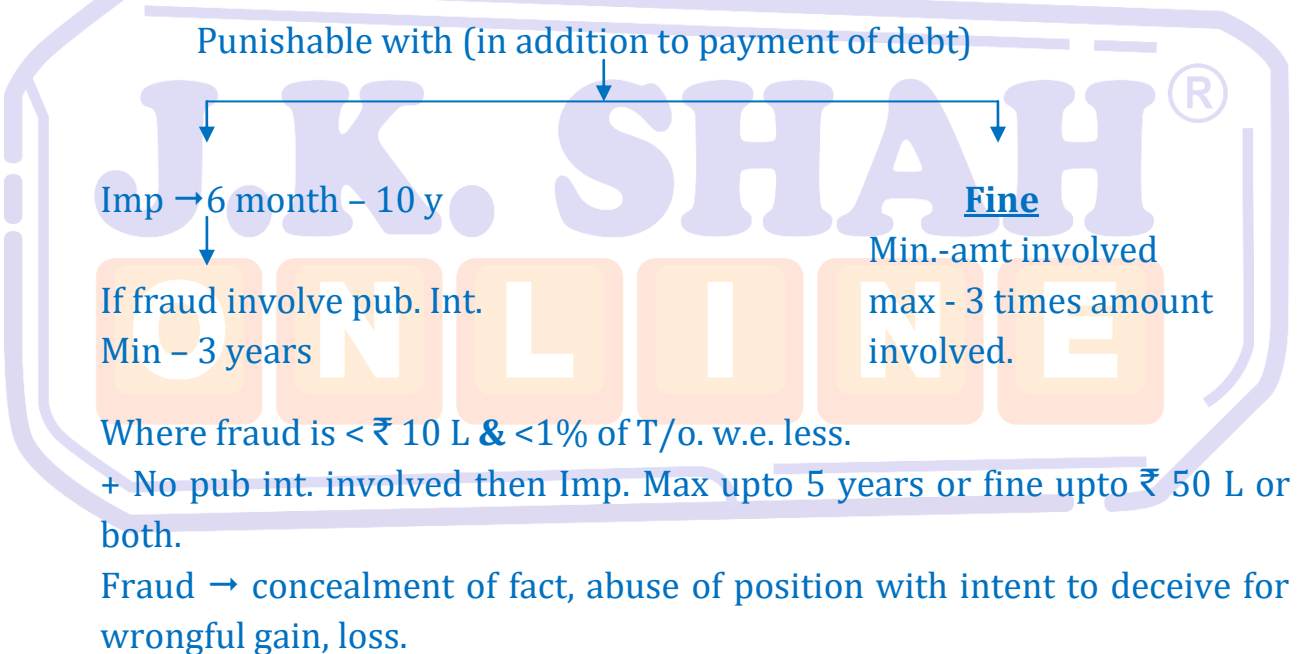 Punishable with (in addition to payment of debt)
J.K. SHAH®
ONLINE
Imp →6 month – 10 y
If fraud involve pub. Int.
Min – 3 years
Fine
Min.-amt involved
max - 3 times amount
involved.
Where fraud is < ₹ 10 L & <1% of T/o. w.e. less.
+ No pub int. involved then Imp. Max upto 5 years or fine upto ₹ 50 L or
both.
Fraud → concealment of fact, abuse of position with intent to deceive for
wrongful gain, loss.